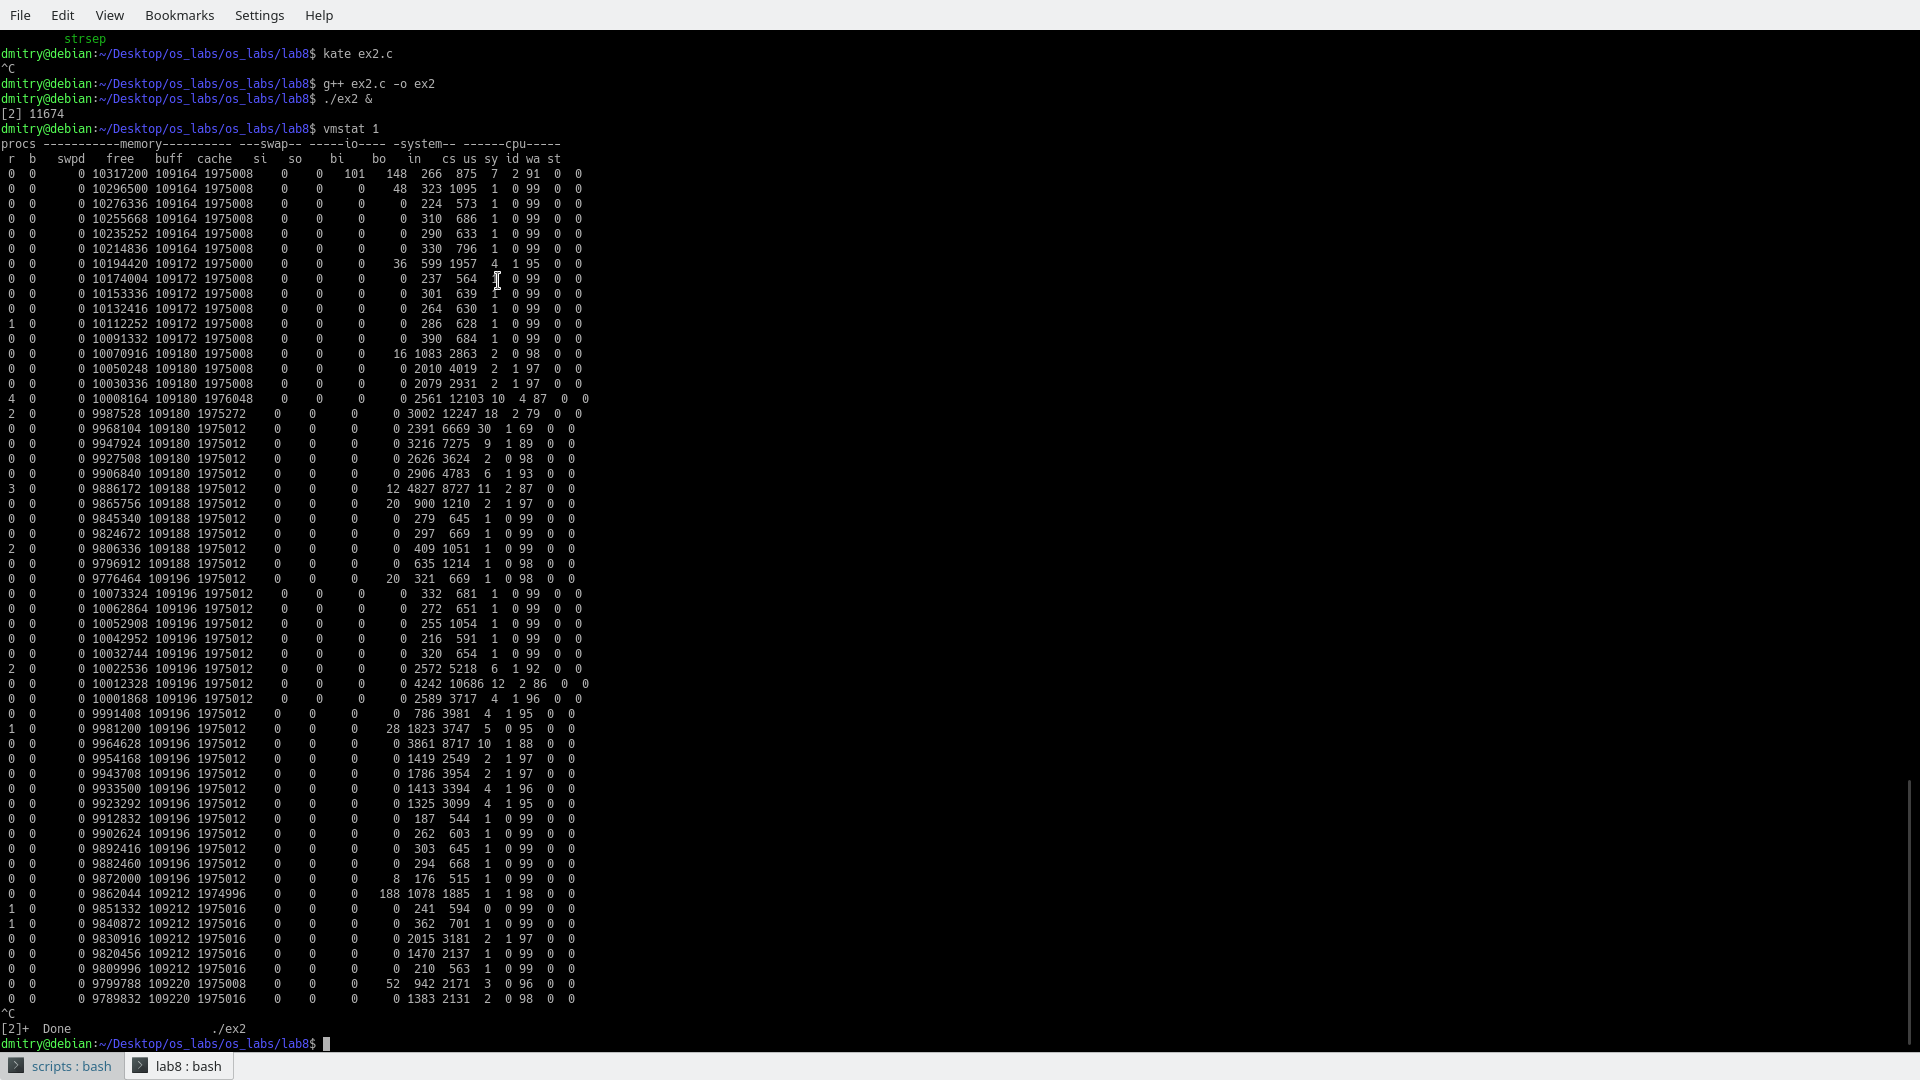 File Edit View Bookmarks Settings Help
strsep
dmitry@debian:~/Desktop/os_labs/os_labs/lab8$ kate ex2.c
^C
dmitry@debian:~/Desktop/os_labs/os_labs/lab8$ g++ ex2.c -o ex2
dmitry@debian:~/Desktop/os_labs/os_labs/lab8$ ./ex2 &
[2] 11674
dmitry@debian:~/Desktop/os_labs/os_labs/lab8$ vmstat 1
procs -----------memory---------- ---swap-- -----io---- -system-- ------cpu-----
r b swpd free buff cache si so bi bo in cs us sy id wa st
0 0 0 10317200 109164 1975008 0 0 101 148 266 875 7 2 91 0 0
0 0 0 10296500 109164 1975008 0 0 0 48 323 1095 1 0 99 0 0
0 0 0 10276336 109164 1975008 0 0 0 0 224 573 1 0 99 0 0
0 0 0 10255668 109164 1975008 0 0 0 0 310 686 1 0 99 0 0
0 0 0 10235252 109164 1975008 0 0 0 0 290 633 1 0 99 0 0
0 0 0 10214836 109164 1975008 0 0 0 0 330 796 1 0 99 0 0
0 0 0 10194420 109172 1975000 0 0 0 36 599 1957 4 1 95 0 0
0 0 0 10174004 109172 1975008 0 0 0 0 237 564 1 0 99 0 0
0 0 0 10153336 109172 1975008 0 0 0 0 301 639 1 0 99 0 0
0 0 0 10132416 109172 1975008 0 0 0 0 264 630 1 0 99 0 0
1 0 0 10112252 109172 1975008 0 0 0 0 286 628 1 0 99 0 0
0 0 0 10091332 109172 1975008 0 0 0 0 390 684 1 0 99 0 0
0 0 0 10070916 109180 1975008 0 0 0 16 1083 2863 2 0 98 0 0
0 0 0 10050248 109180 1975008 0 0 0 0 2010 4019 2 1 97 0 0
0 0 0 10030336 109180 1975008 0 0 0 0 2079 2931 2 1 97 0 0
4 0 0 10008164 109180 1976048 0 0 0 0 2561 12103 10 4 87 0 0
2 0 0 9987528 109180 1975272 0 0 0 0 3002 12247 18 2 79 0 0
0 0 0 9968104 109180 1975012 0 0 0 0 2391 6669 30 1 69 0 0
0 0 0 9947924 109180 1975012 0 0 0 0 3216 7275 9 1 89 0 0
0 0 0 9927508 109180 1975012 0 0 0 0 2626 3624 2 0 98 0 0
0 0 0 9906840 109180 1975012 0 0 0 0 2906 4783 6 1 93 0 0
3 0 0 9886172 109188 1975012 0 0 0 12 4827 8727 11 2 87 0 0
0 0 0 9865756 109188 1975012 0 0 0 20 900 1210 2 1 97 0 0
0 0 0 9845340 109188 1975012 0 0 0 0 279 645 1 0 99 0 0
0 0 0 9824672 109188 1975012 0 0 0 0 297 669 1 0 99 0 0
2 0 0 9806336 109188 1975012 0 0 0 0 409 1051 1 0 99 0 0
0 0 0 9796912 109188 1975012 0 0 0 0 635 1214 1 0 98 0 0
0 0 0 9776464 109196 1975012 0 0 0 20 321 669 1 0 98 0 0
0 0 0 10073324 109196 1975012 0 0 0 0 332 681 1 0 99 0 0
0 0 0 10062864 109196 1975012 0 0 0 0 272 651 1 0 99 0 0
0 0 0 10052908 109196 1975012 0 0 0 0 255 1054 1 0 99 0 0
0 0 0 10042952 109196 1975012 0 0 0 0 216 591 1 0 99 0 0
0 0 0 10032744 109196 1975012 0 0 0 0 320 654 1 0 99 0 0
2 0 0 10022536 109196 1975012 0 0 0 0 2572 5218 6 1 92 0 0
0 0 0 10012328 109196 1975012 0 0 0 0 4242 10686 12 2 86 0 0
0 0 0 10001868 109196 1975012 0 0 0 0 2589 3717 4 1 96 0 0
0 0 0 9991408 109196 1975012 0 0 0 0 786 3981 4 1 95 0 0
1 0 0 9981200 109196 1975012 0 0 0 28 1823 3747 5 0 95 0 0
0 0 0 9964628 109196 1975012 0 0 0 0 3861 8717 10 1 88 0 0
0 0 0 9954168 109196 1975012 0 0 0 0 1419 2549 2 1 97 0 0
0 0 0 9943708 109196 1975012 0 0 0 0 1786 3954 2 1 97 0 0
0 0 0 9933500 109196 1975012 0 0 0 0 1413 3394 4 1 96 0 0
0 0 0 9923292 109196 1975012 0 0 0 0 1325 3099 4 1 95 0 0
0 0 0 9912832 109196 1975012 0 0 0 0 187 544 1 0 99 0 0
0 0 0 9902624 109196 1975012 0 0 0 0 262 603 1 0 99 0 0
0 0 0 9892416 109196 1975012 0 0 0 0 303 645 1 0 99 0 0
0 0 0 9882460 109196 1975012 0 0 0 0 294 668 1 0 99 0 0
0 0 0 9872000 109196 1975012 0 0 0 8 176 515 1 0 99 0 0
0 0 0 9862044 109212 1974996 0 0 0 188 1078 1885 1 1 98 0 0
1 0 0 9851332 109212 1975016 0 0 0 0 241 594 0 0 99 0 0
1 0 0 9840872 109212 1975016 0 0 0 0 362 701 1 0 99 0 0
0 0 0 9830916 109212 1975016 0 0 0 0 2015 3181 2 1 97 0 0
0 0 0 9820456 109212 1975016 0 0 0 0 1470 2137 1 0 99 0 0
0 0 0 9809996 109212 1975016 0 0 0 0 210 563 1 0 99 0 0
0 0 0 9799788 109220 1975008 0 0 0 52 942 2171 3 0 96 0 0
0 0 0 9789832 109220 1975016 0 0 0 0 1383 2131 2 0 98 0 0
^C
[2]+ Done ./ex2
dmitry@debian:~/Desktop/os_labs/os_labs/lab8$
scripts : bash lab8 : bash